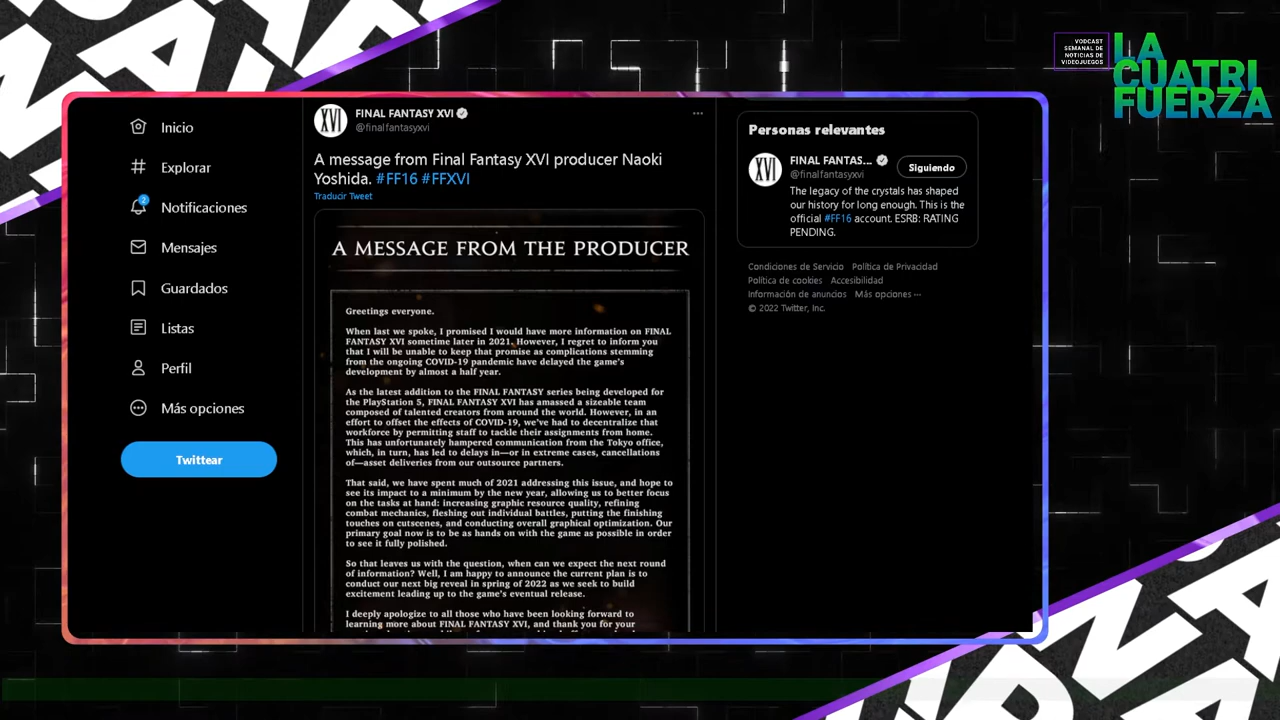 VODCAST
SEMANAL DE
NOTICIAS DE
VIDEOJUEGOS
LA
CUATRI
FUERZA
Inicio
Explorar
2
Notificaciones
Mensajes
Guardados
Listas
Perfil
Más opciones
Twittear
XVI
FINAL FANTASY XVI
@finalfantasyxvi
A message from Final Fantasy XVI producer Naoki
Yoshida. #FF16 #FFXVI
Traducir Tweet
A MESSAGE FROM THE PRODUCER
Greetings everyone.
When last we spoke, I promised I would have more information on FINAL
FANTASY XVI sometime later in 2021. However, I regret to inform you
that I will be unable to keep that promise as complications stemming
from the ongoing COVID-19 pandemic have delayed the game's
development by almost a half year.
As the latest addition to the FINAL FANTASY series being developed for
the PlayStation 5, FINAL FANTASY XVI has amassed a sizeable team
composed of talented creators from around the world. However, in an
effort to offset the effects of COVID-19, we've had to decentralize that
workforce by permitting staff to tackle their assignments from home.
This has unfortunately hampered communication from the Tokyo office,
which, in turn, has led to delays in—or in extreme cases, cancellations
of—asset deliveries from our outsource partners.
That said, we have spent much of 2021 addressing this issue, and hope to
see its impact to a minimum by the new year, allowing us to better focus
on the tasks at hand: increasing graphic resource quality, refining
combat mechanics, fleshing out individual battles, putting the finishing
touches on cutscenes, and conducting overall graphical optimization. Our
primary goal now is to be as hands on with the game as possible in order
to see it fully polished.
So that leaves us with the question, when can we expect the next round
of information? Well, I am happy to announce the current plan is to
conduct our next big reveal in spring of 2022 as we seek to build
excitement leading up to the game's eventual release.
I deeply apologize to all those who have been looking forward to
learning more about FINAL FANTASY XVI, and thank you for your
Personas relevantes
XVI
FINAL FANTAS...
@finalfantasyxvi
Siguiendo
The legacy of the crystals has shaped
our history for long enough. This is the
official #FF16 account. ESRB: RATING
PENDING.
Condiciones de Servicio Política de Privacidad
Política de cookies Accesibilidad
Información de anuncios Más opciones ···
© 2022 Twitter, Inc.